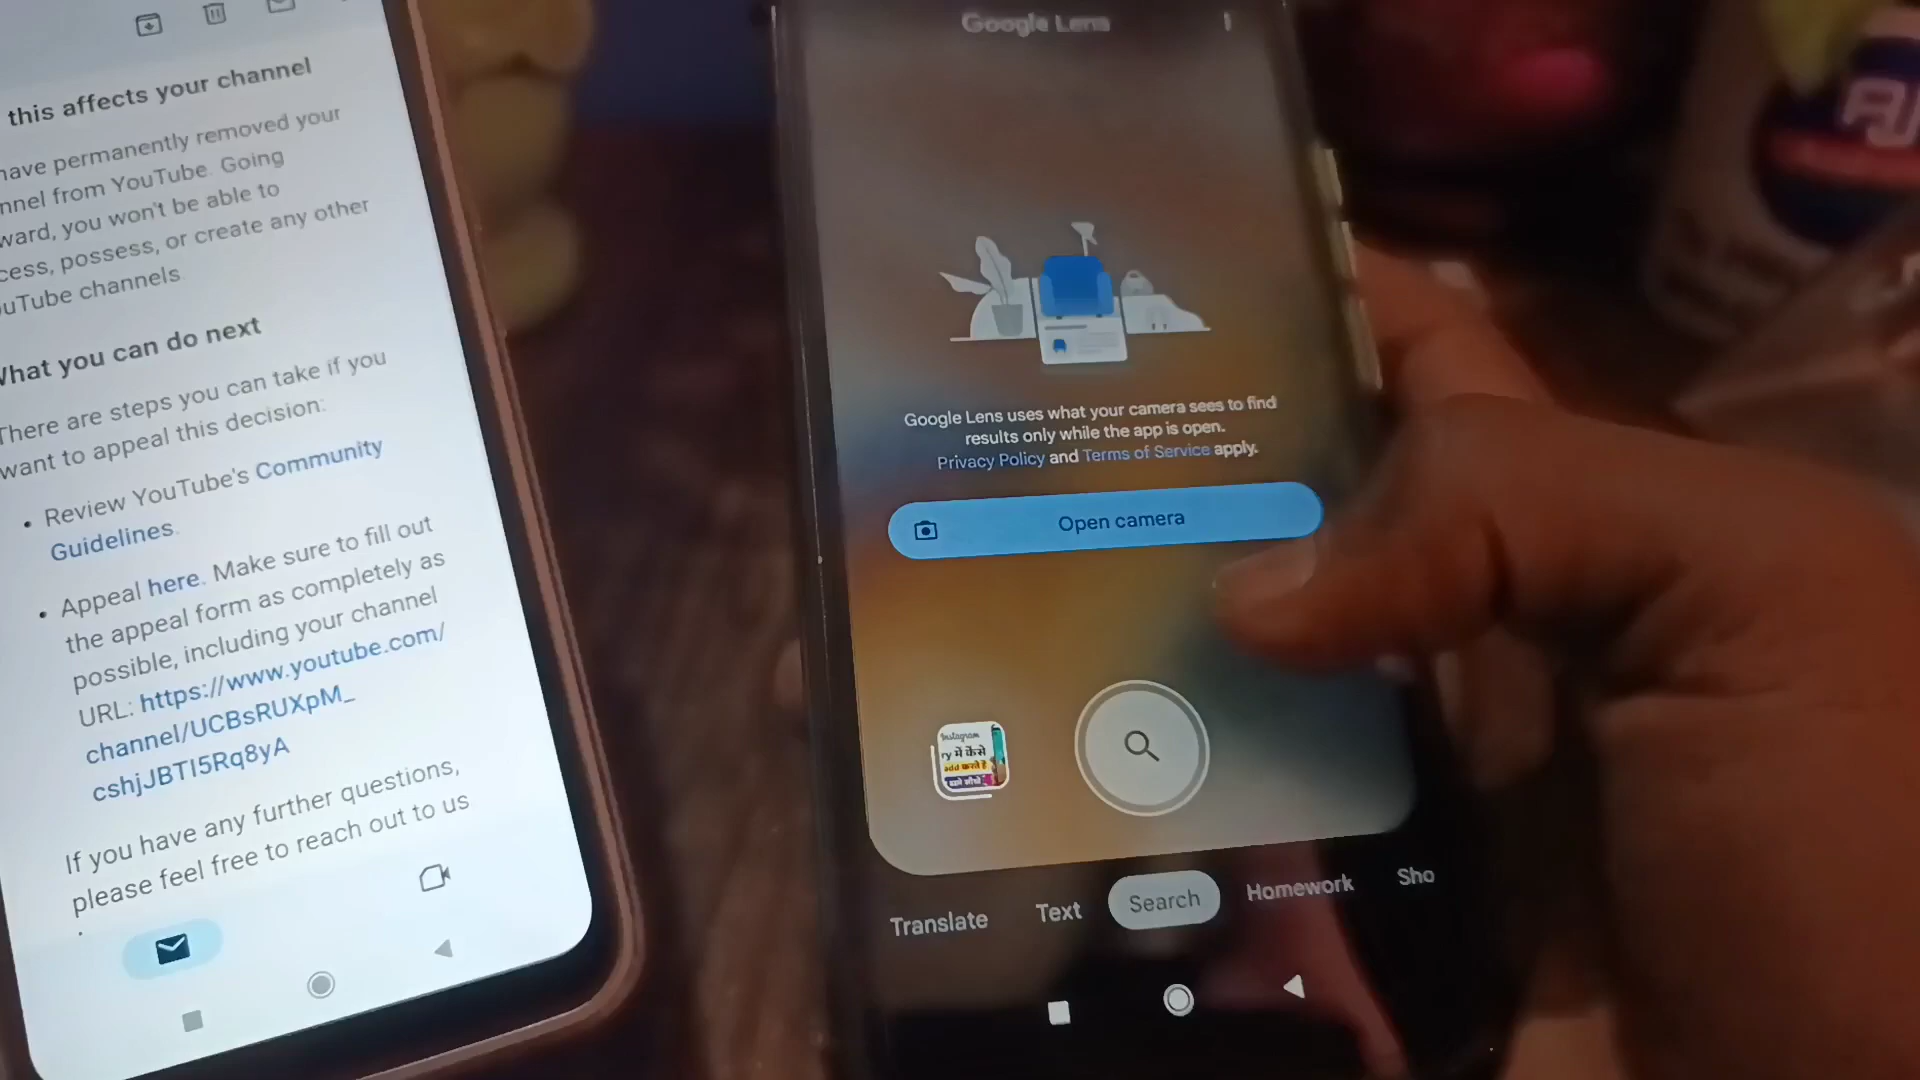 this affects your channel
have permanently removed your
nnel from YouTube. Going
ward, you won't be able to
cess, possess, or create any other
uTube channels.
What you can do next
There are steps you can take if you
want to appeal this decision:
• Review YouTube's Community
Guidelines.
• Appeal here. Make sure to fill out
the appeal form as completely as
possible, including your channel
URL: https://www.youtube.com/
channel/UCBsRUXpM_
cshjJBTI5Rq8yA
If you have any further questions,
please feel free to reach out to us
Google Lens
Google Lens uses what your camera sees to find
results only while the app is open.
Privacy Policy and Terms of Service apply.
Open camera
Instagram
ry में कैसे
add करते है
Translate
Text
Search
Homework
Sho